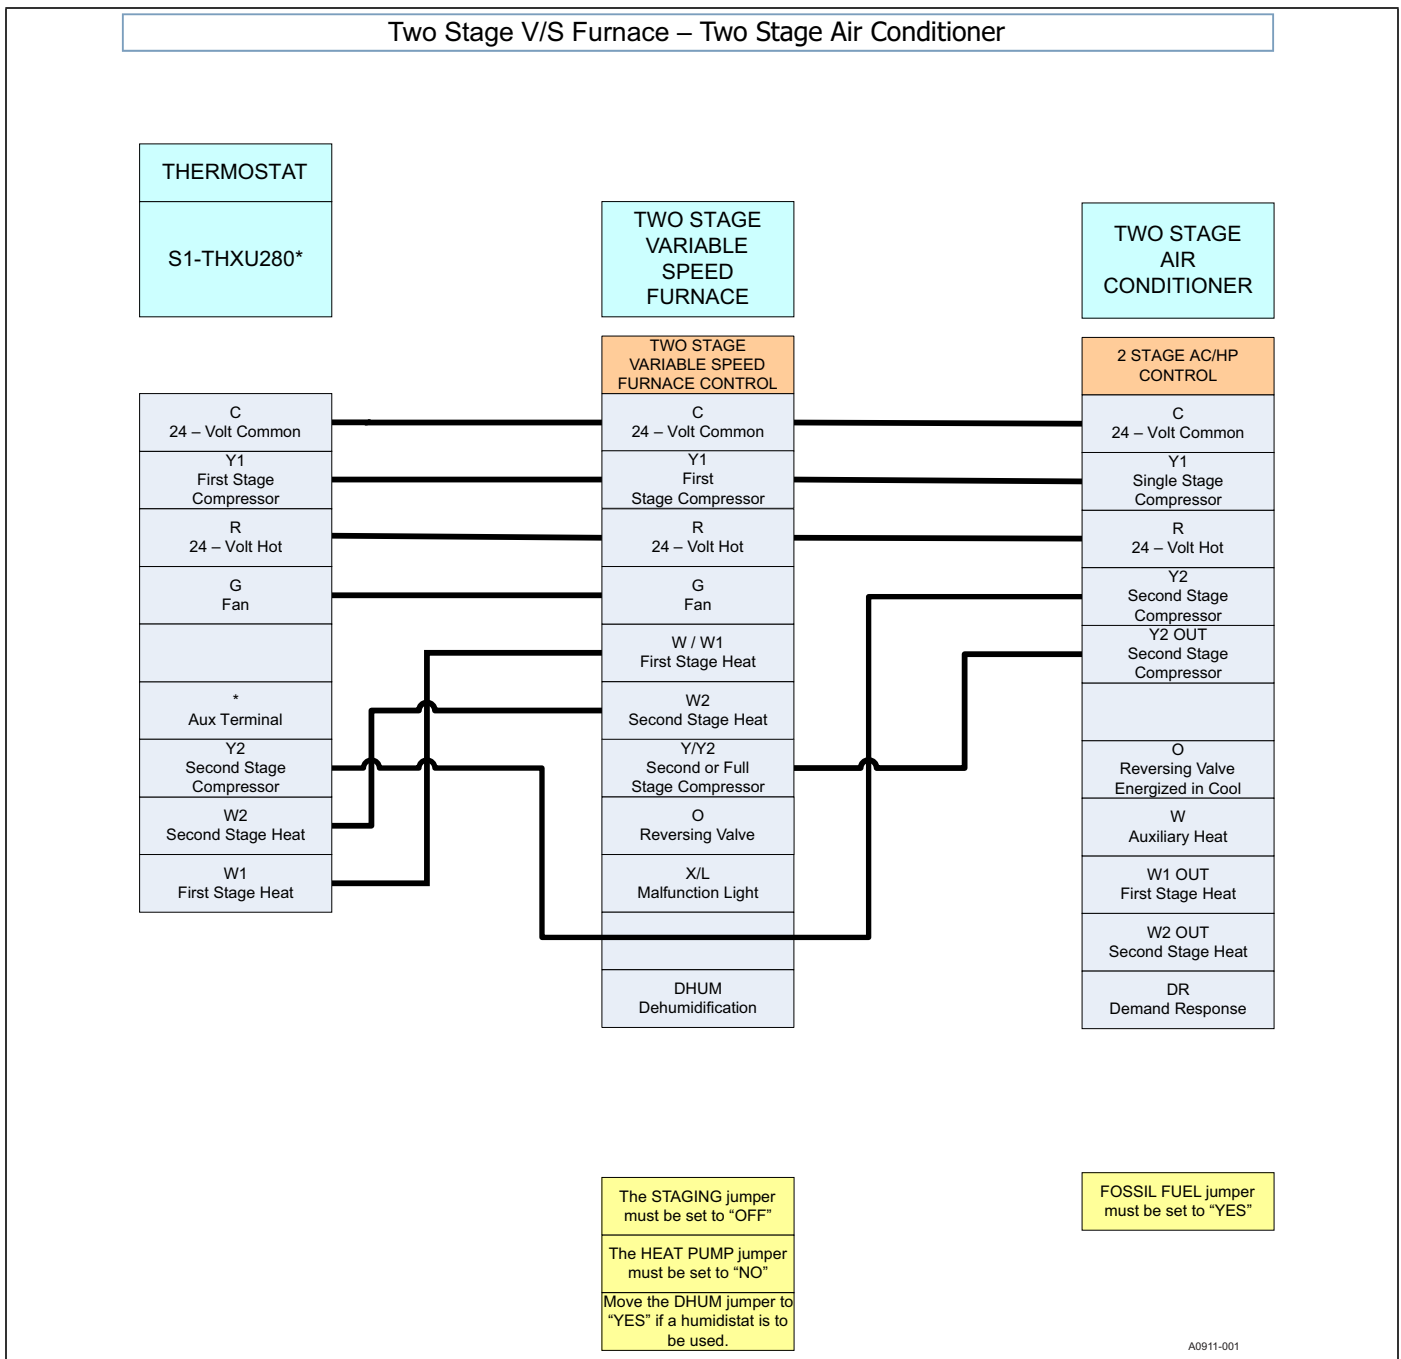 Two Stage V/S Furnace – Two Stage Air Conditioner
THERMOSTAT
S1-THXU280*
C
24 – Volt Common
Y1
First Stage
Compressor
R
24 – Volt Hot
G
Fan
*
Aux Terminal
Y2
Second Stage
Compressor
W2
Second Stage Heat
W1
First Stage Heat
TWO STAGE
VARIABLE
SPEED
FURNACE
TWO STAGE
VARIABLE SPEED
FURNACE CONTROL
C
24 – Volt Common
Y1
First
Stage Compressor
R
24 – Volt Hot
G
Fan
W / W1
First Stage Heat
W2
Second Stage Heat
Y/Y2
Second or Full
Stage Compressor
O
Reversing Valve
X/L
Malfunction Light
DHUM
Dehumidification
The STAGING jumper
must be set to “OFF”
The HEAT PUMP jumper
must be set to “NO”
Move the DHUM jumper to
“YES” if a humidistat is to
be used.
TWO STAGE
AIR
CONDITIONER
2 STAGE AC/HP
CONTROL
C
24 – Volt Common
Y1
Single Stage
Compressor
R
24 – Volt Hot
Y2
Second Stage
Compressor
Y2 OUT
Second Stage
Compressor
O
Reversing Valve
Energized in Cool
W
Auxiliary Heat
W1 OUT
First Stage Heat
W2 OUT
Second Stage Heat
DR
Demand Response
FOSSIL FUEL jumper
must be set to “YES”
A0911-001